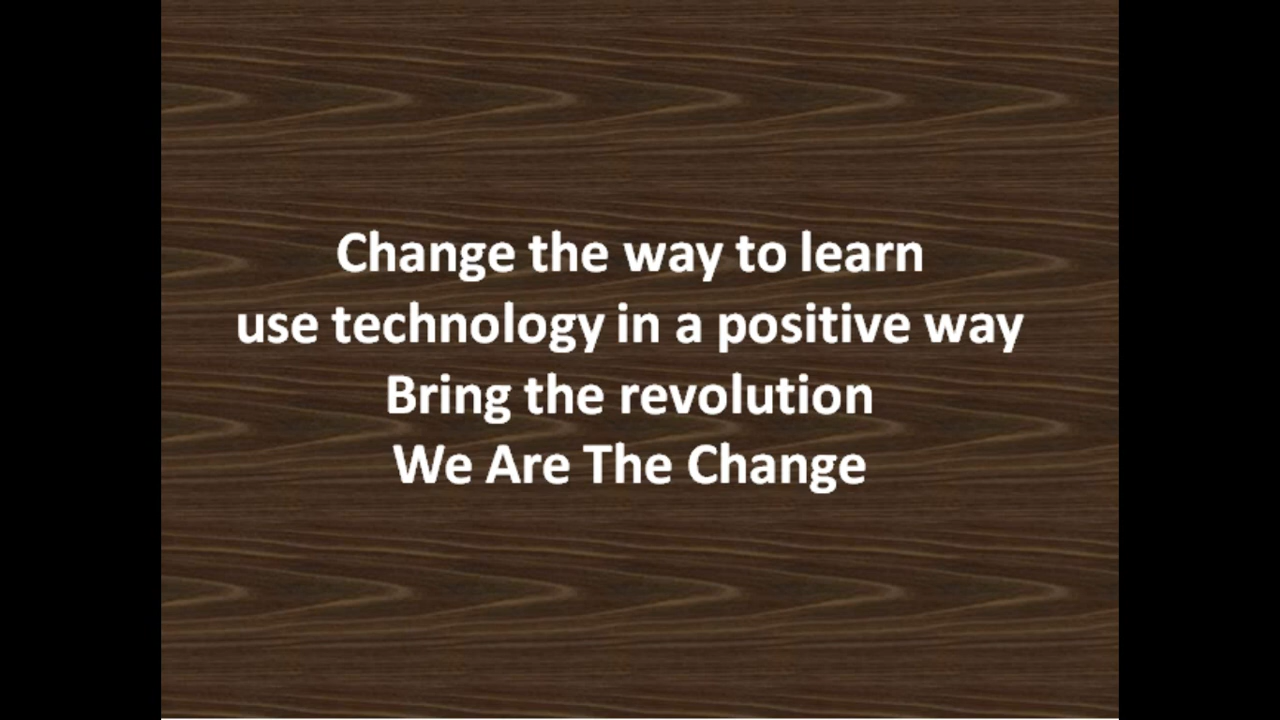 Change the way to learn
use technology in a positive way
Bring the revolution
We Are The Change